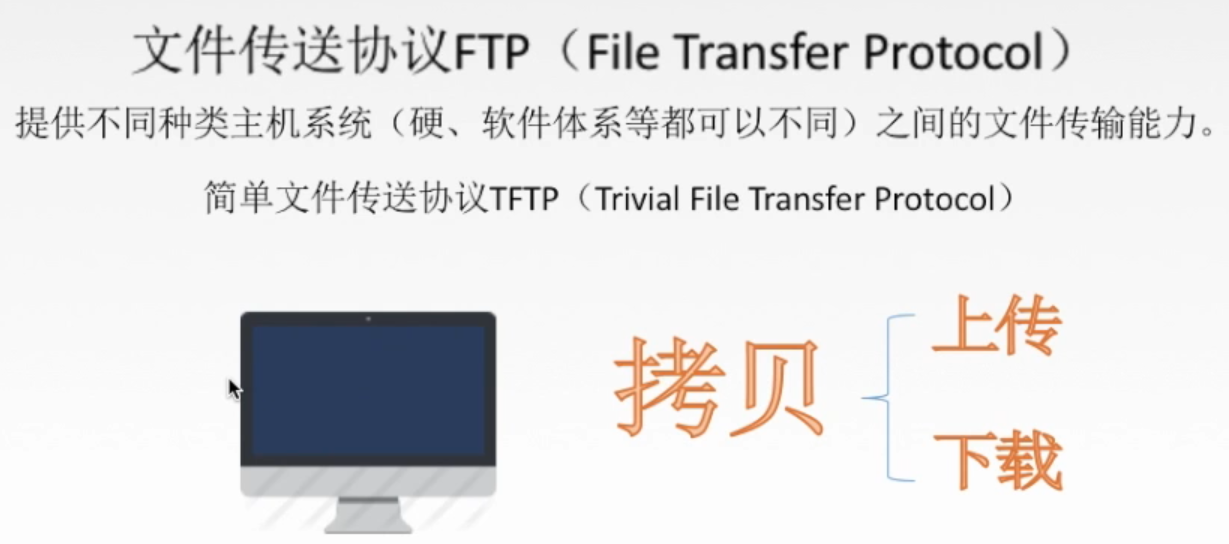 文件传送协议FTP（File Transfer Protocol）
提供不同种类主机系统（硬、软件体系等都可以不同）之间的文件传输能力。
简单文件传送协议TFTP（Trivial File Transfer Protocol）
拷贝
上传
下载